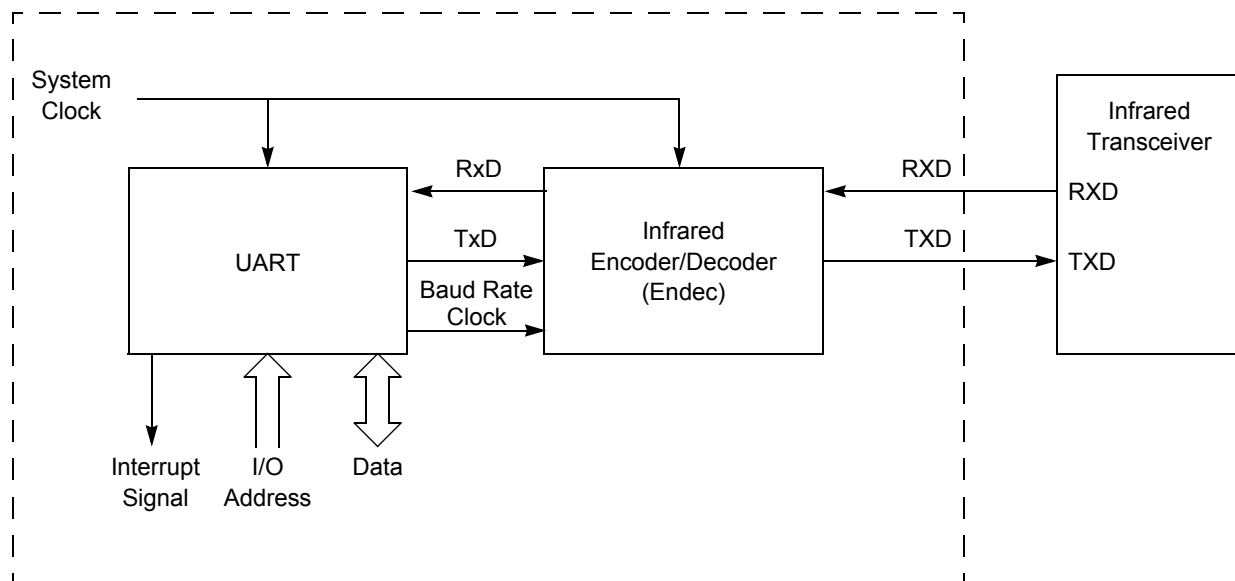 System
Clock
Infrared
Transceiver
RxD
RXD
RXD
TxD
TXD
TXD
UART
Infrared
Encoder/Decoder
(Endec)
Baud Rate
Clock
Interrupt
Signal
I/O
Address
Data